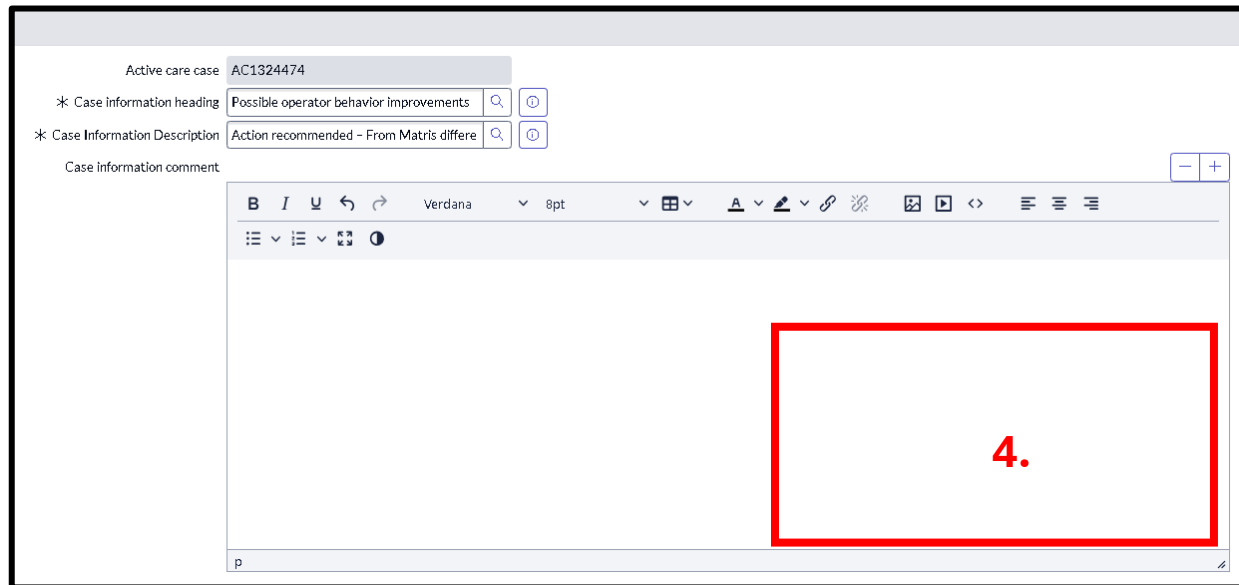 Active care case AC1324474
* Case information heading Possible operator behavior improvements
* Case Information Description Action recommended – From Matris differe
Case information comment
B I U Verdana 8pt A
4.
p